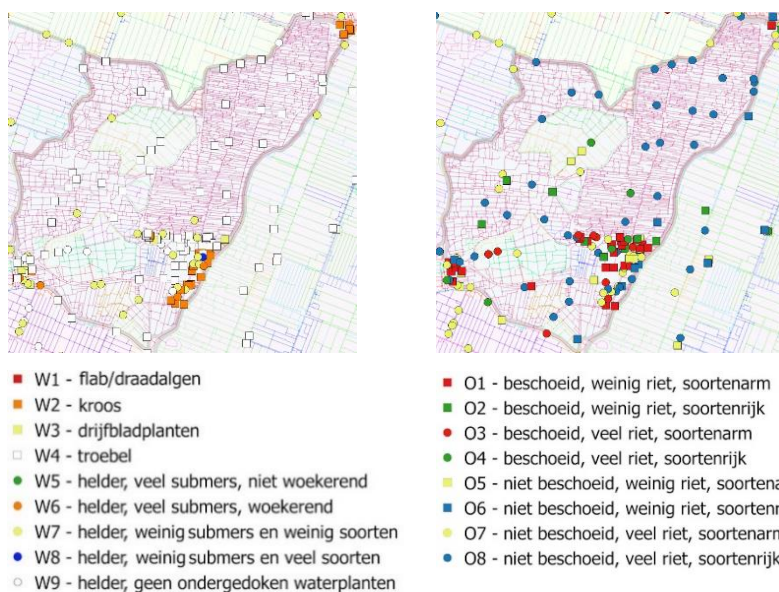 W1 - flab/draadalgen
W2 - kroos
W3 - drijfbladplanten
W4 - troebel
W5 - helder, veel submers, niet woekerend
W6 - helder, veel submers, woekerend
W7 - helder, weinig submers en weinig soorten
W8 - helder, weinig submers en veel soorten
W9 - helder, geen ondergedoken waterplanten
O1 - beschoeid, weinig riet, soortenarm
O2 - beschoeid, weinig riet, soortenrijk
O3 - beschoeid, veel riet, soortenarm
O4 - beschoeid, veel riet, soortenrijk
O5 - niet beschoeid, weinig riet, soortena
O6 - niet beschoeid, weinig riet, soortenr
O7 - niet beschoeid, veel riet, soortenarm
O8 - niet beschoeid, veel riet, soortenrijk